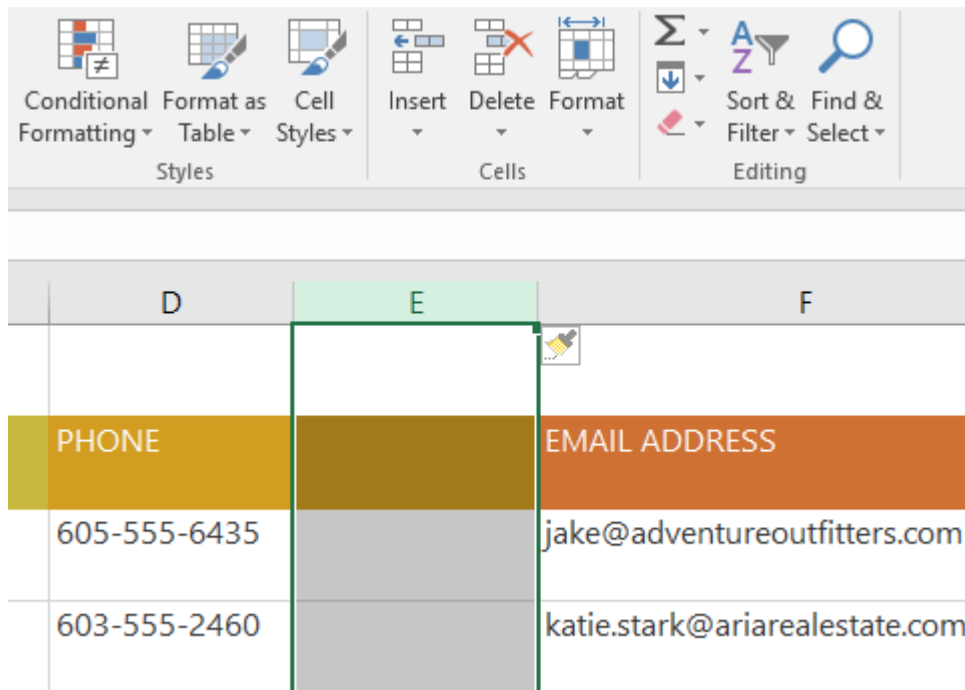 Conditional Format as Cell Insert Delete Format Sort & Find &
Formatting Table Styles Filter Select
Styles Cells Editing
D E F
PHONE EMAIL ADDRESS
605-555-6435 jake@adventureoutfitters.com
603-555-2460 katie.stark@ariarealestate.com